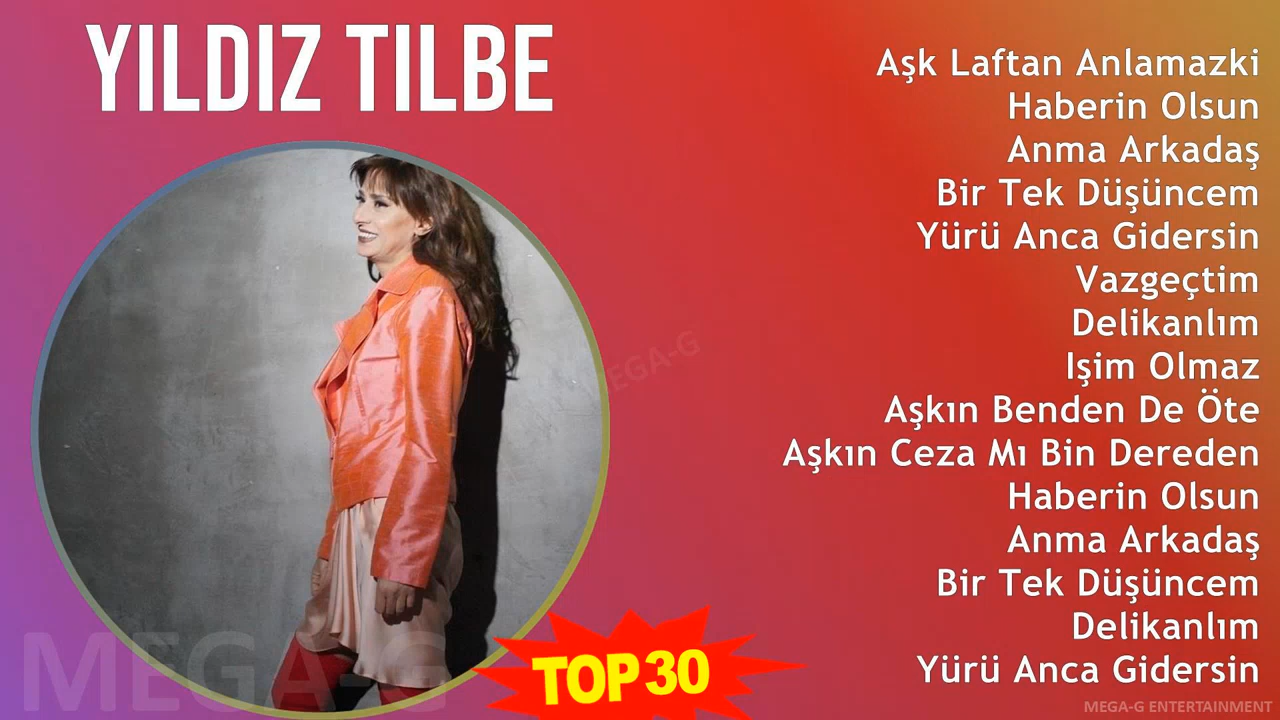 YILDIZ TILBE
Aşk Laftan Anlamazki
Haberin Olsun
Anma Arkadaş
Bir Tek Düşüncem
Yürü Anca Gidersin
Vazgeçtim
Delikanlım
Işim Olmaz
Aşkın Benden De Öte
Aşkın Ceza Mı Bin Dereden
Haberin Olsun
Anma Arkadaş
Bir Tek Düşüncem
Delikanlım
Yürü Anca Gidersin
MEGA-G
TOP 30
MEGA-G
MEGA-G ENTERTAINMENT